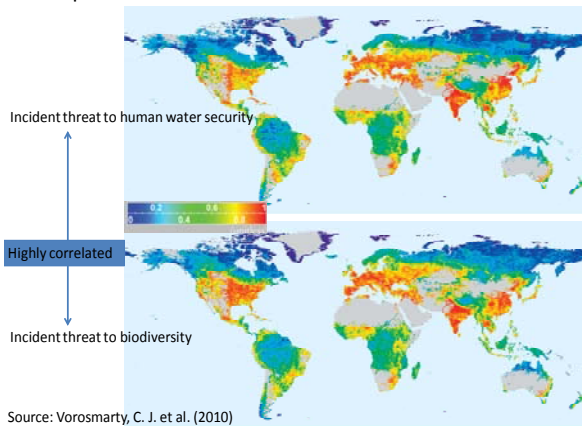 Incident threat to human water security
0.2 0.6 1
0 0.4 0.8
Highly correlated
Incident threat to biodiversity
Source: Vorosmarty, C. J. et al. (2010)